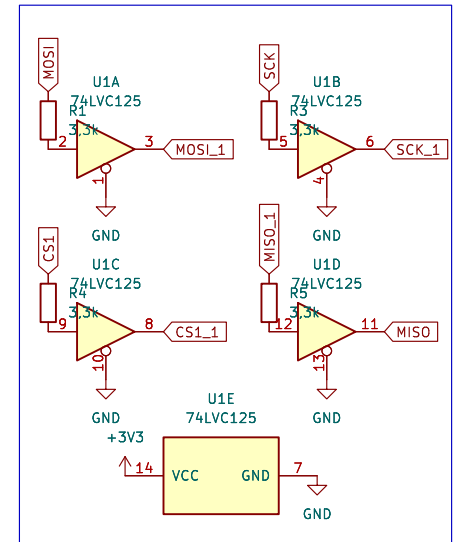 MOSI
U1A
74LVC125
R1
3,3k
2
3
MOSI_1
1
GND
SCK
U1B
74LVC125
R3
3,3k
5
6
SCK_1
4
GND
CS1
U1C
74LVC125
R4
3,3k
9
8
CS1_1
10
GND
MISO_1
U1D
74LVC125
R5
3,3k
12
11
MISO
13
GND
U1E
74LVC125
+3V3
14
VCC
GND
7
GND